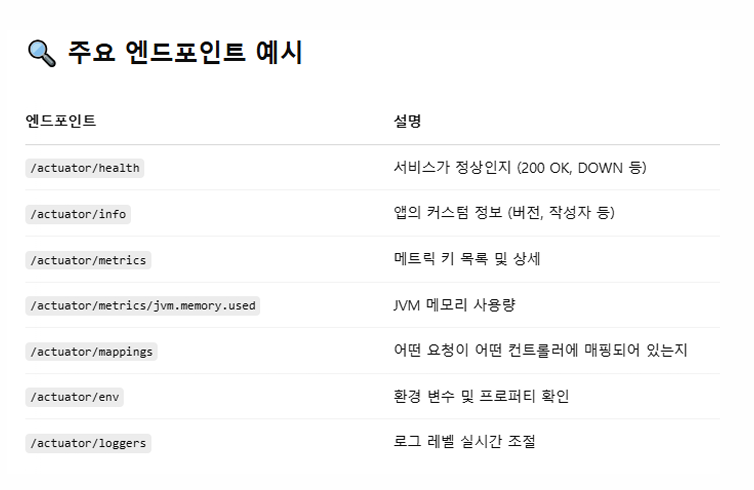 🔍 주요 엔드포인트 예시
엔드포인트 설명
/actuator/health 서비스가 정상인지 (200 OK, DOWN 등)
/actuator/info 앱의 커스텀 정보 (버전, 작성자 등)
/actuator/metrics 메트릭 키 목록 및 상세
/actuator/metrics/jvm.memory.used JVM 메모리 사용량
/actuator/mappings 어떤 요청이 어떤 컨트롤러에 매핑되어 있는지
/actuator/env 환경 변수 및 프로퍼티 확인
/actuator/loggers 로그 레벨 실시간 조절